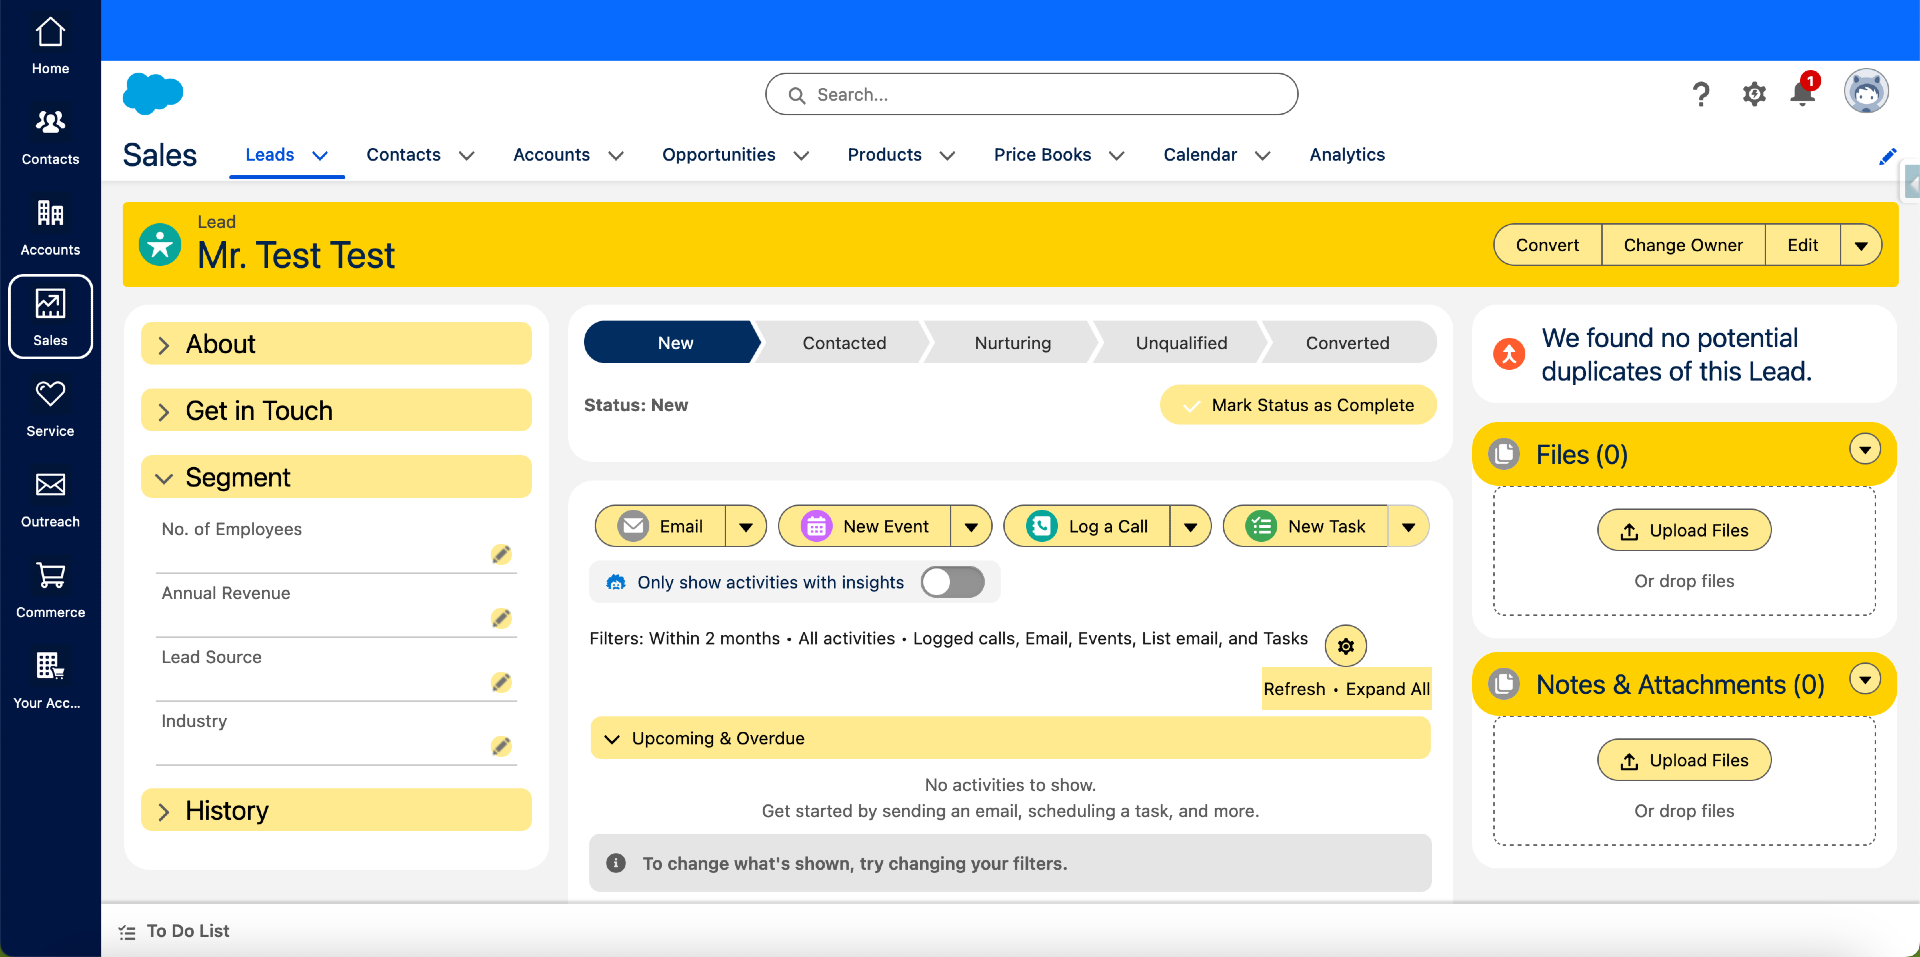 Home
Contacts
Accounts
Sales
Service
Outreach
Commerce
Your Acc...
Search...
1
Sales
Leads
Contacts
Accounts
Opportunities
Products
Price Books
Calendar
Analytics
Lead
Mr. Test Test
Convert
Change Owner
Edit
About
Get in Touch
Segment
No. of Employees
Annual Revenue
Lead Source
Industry
History
New
Contacted
Nurturing
Unqualified
Converted
Status: New
Mark Status as Complete
Email
New Event
Log a Call
New Task
Only show activities with insights
Filters: Within 2 months • All activities • Logged calls, Email, Events, List email, and Tasks
Refresh • Expand All
Upcoming & Overdue
No activities to show.
Get started by sending an email, scheduling a task, and more.
To change what's shown, try changing your filters.
We found no potential
duplicates of this Lead.
Files (0)
Upload Files
Or drop files
Notes & Attachments (0)
Upload Files
Or drop files
To Do List